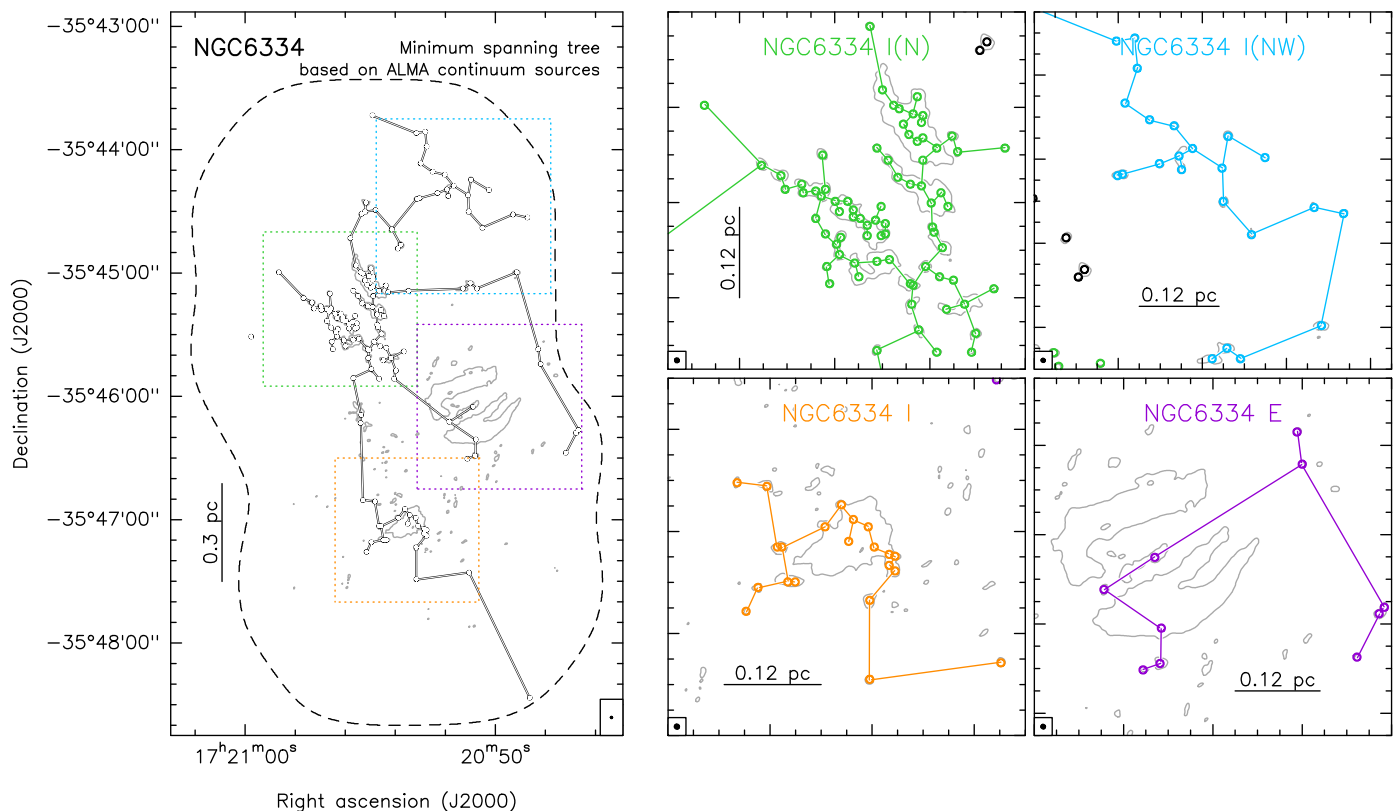 NGC6334
Minimum spanning tree
based on ALMA continuum sources
−35°43'00''
−35°44'00''
−35°45'00''
−35°46'00''
−35°47'00''
−35°48'00''
Declination (J2000)
0.3 pc
17ʰ21ᵐ00ˢ
20ᵐ50ˢ
Right ascension (J2000)
NGC6334 I(N)
0.12 pc
NGC6334 I(NW)
0.12 pc
NGC6334 I
0.12 pc
NGC6334 E
0.12 pc